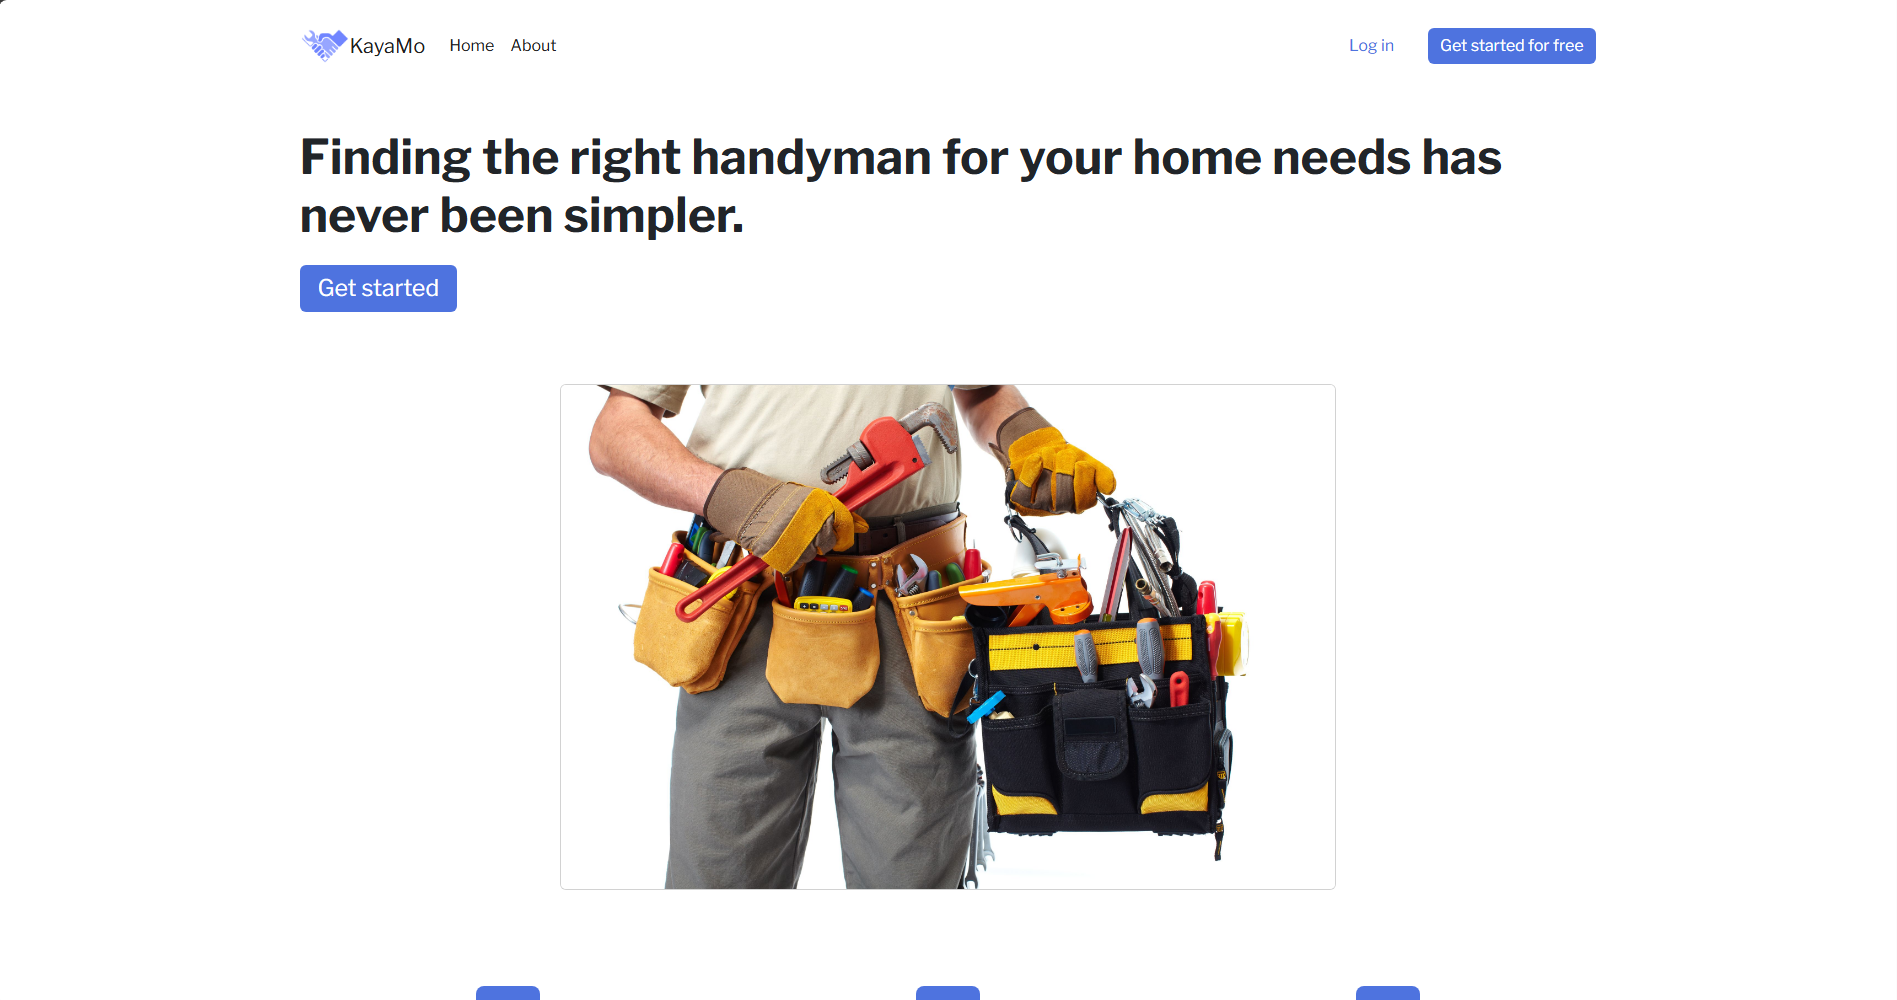 KayaMo Home About Log in Get started for free
Finding the right handyman for your home needs has
never been simpler.
Get started